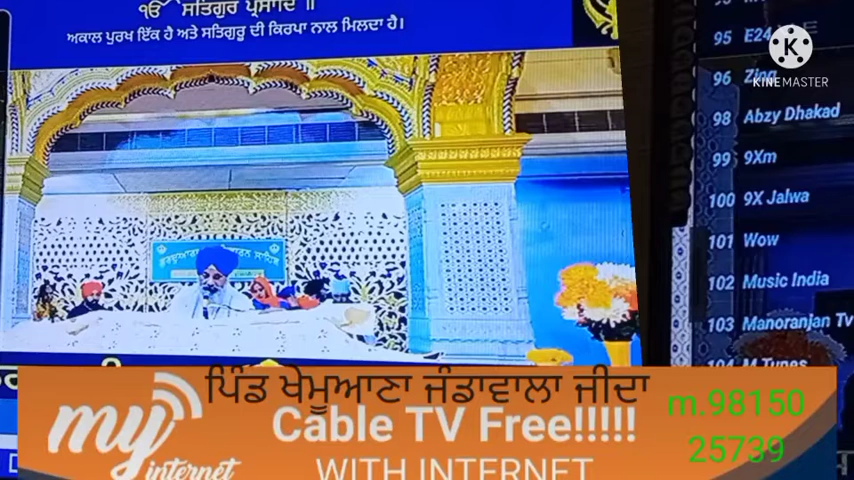 ੴ ਸਤਿਗੁਰ ਪ੍ਰਸਾਦਿ ॥
ਅਕਾਲ ਪੁਰਖ ਇੱਕ ਹੈ ਅਤੇ ਸਤਿਗੁਰੂ ਦੀ ਕਿਰਪਾ ਨਾਲ ਮਿਲਦਾ ਹੈ।
95 E24
KINEMASTER
96 Zing
98 Abzy Dhakad
99 9Xm
100 9X Jalwa
101 Wow
102 Music India
103 Manoranjan Tv
104 M Tunes
ਪਿੰਡ ਖੇਮੂਆਣਾ ਜੰਡਾਵਾਲਾ ਜੀਦਾ
my internet
Cable TV Free!!!!!
WITH INTERNET
m.98150
25739